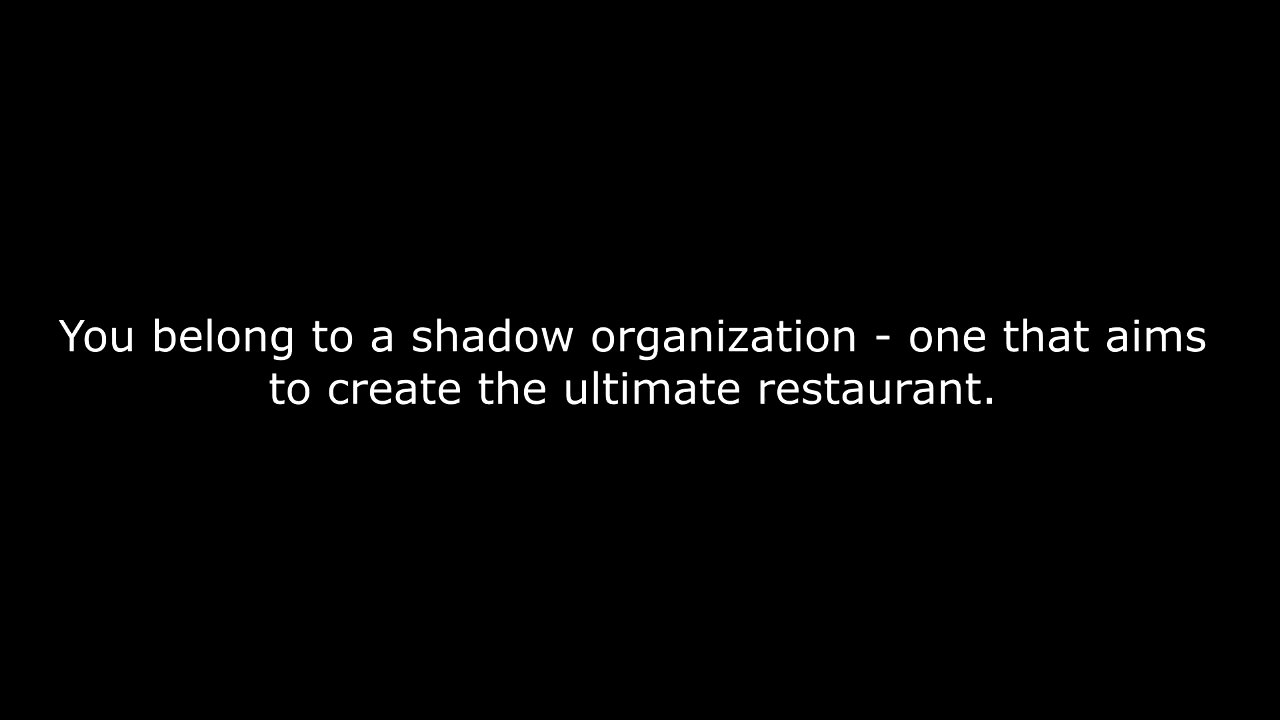 You belong to a shadow organization - one that aims
to create the ultimate restaurant.